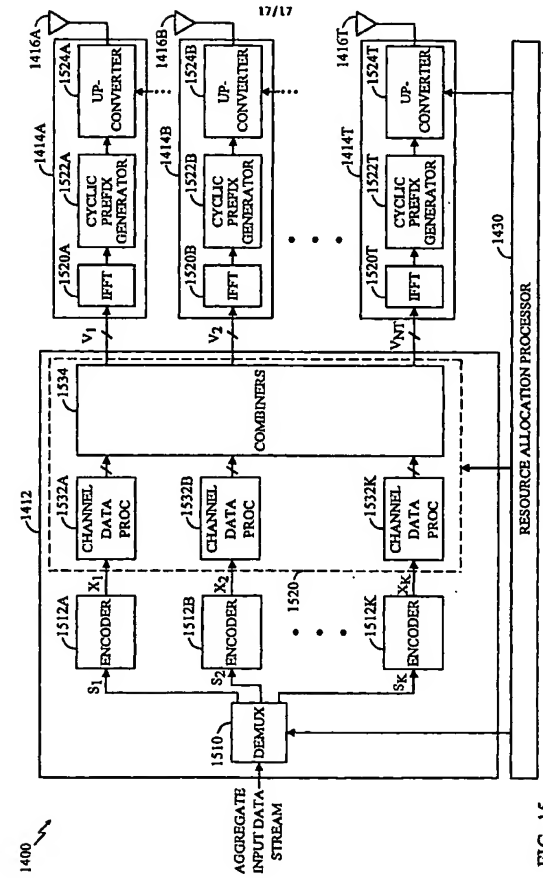 17/17
1400
AGGREGATE
INPUT DATA
STREAM
1412
1510
DEMUX
S1
S2
SK
1512A
ENCODER
1512B
ENCODER
1512K
ENCODER
X1
X2
XK
1520
1532A
CHANNEL
DATA
PROC
1532B
CHANNEL
DATA
PROC
1532K
CHANNEL
DATA
PROC
1534
COMBINERS
V1
V2
VNT
1414A
1520A
IFFT
1522A
CYCLIC
PREFIX
GENERATOR
1524A
UP-
CONVERTER
1416A
1414B
1520B
IFFT
1522B
CYCLIC
PREFIX
GENERATOR
1524B
UP-
CONVERTER
1416B
1414T
1520T
IFFT
1522T
CYCLIC
PREFIX
GENERATOR
1524T
UP-
CONVERTER
1416T
1430
RESOURCE ALLOCATION PROCESSOR